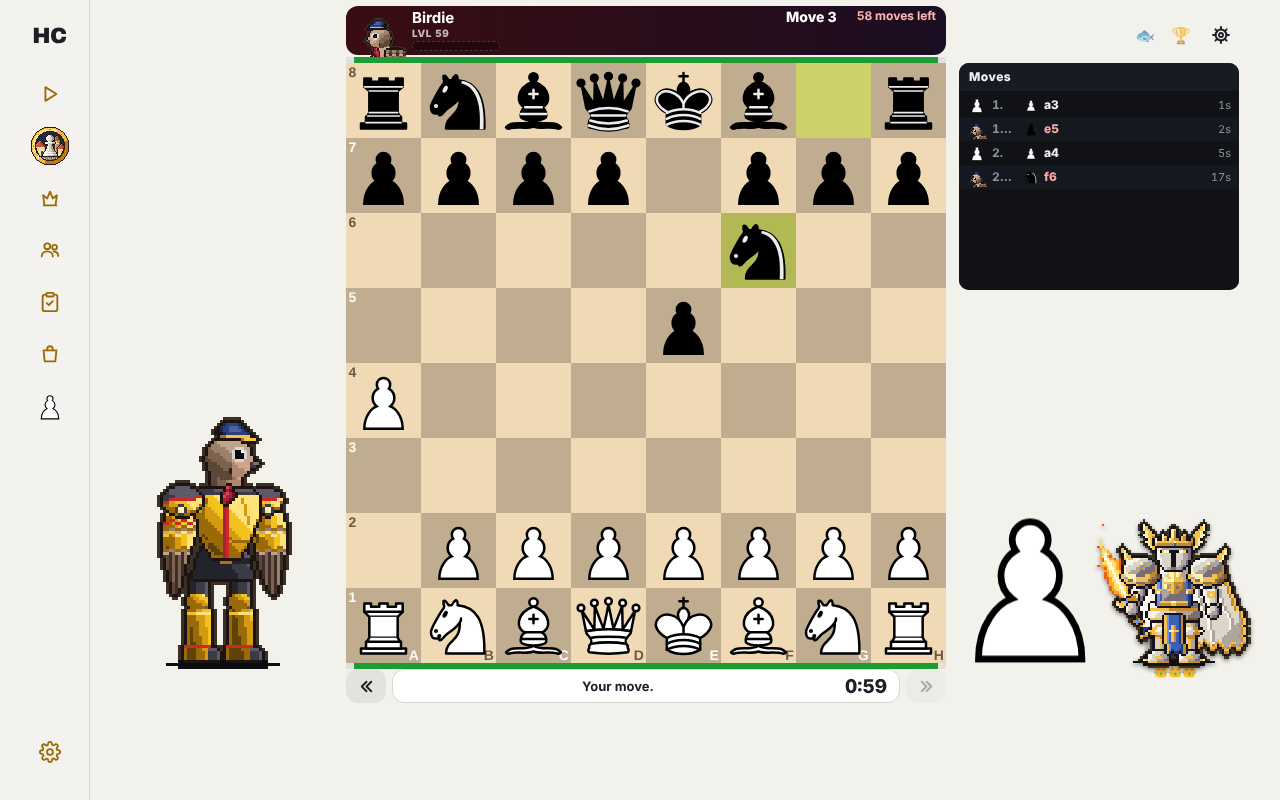 HC
Birdie
LVL 59
Move 3
58 moves left
Moves
1. a3 1s
1... e5 2s
2. a4 5s
2... f6 17s
8
7
6
5
4
3
2
1
A B C D E F G H
Your move.
0:59